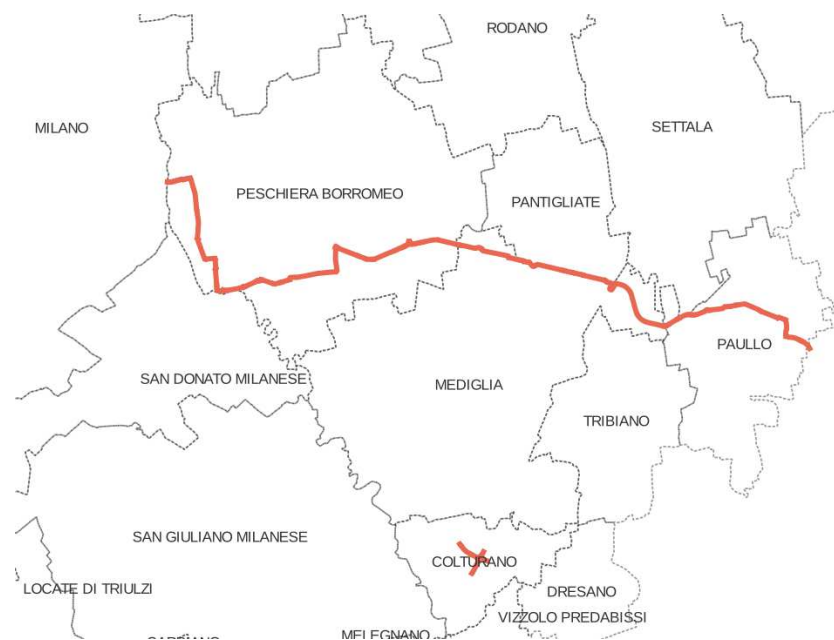 RODANO
MILANO
SETTALA
PESCHIERA BORROMEO
PANTIGLIATE
PAULLO
SAN DONATO MILANESE
MEDIGLIA
TRIBIANO
SAN GIULIANO MILANESE
COLTURANO
LOCATE DI TRIULZI
DRESANO
VIZZOLO PREDABISSI
MELEGNANO